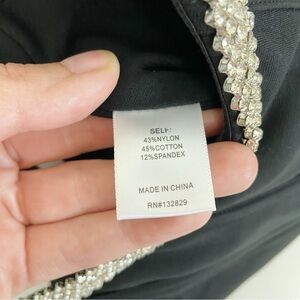 SELF:
43%NYLON
45%COTTON
12%SPANDEX
MADE IN CHINA
RN#132829